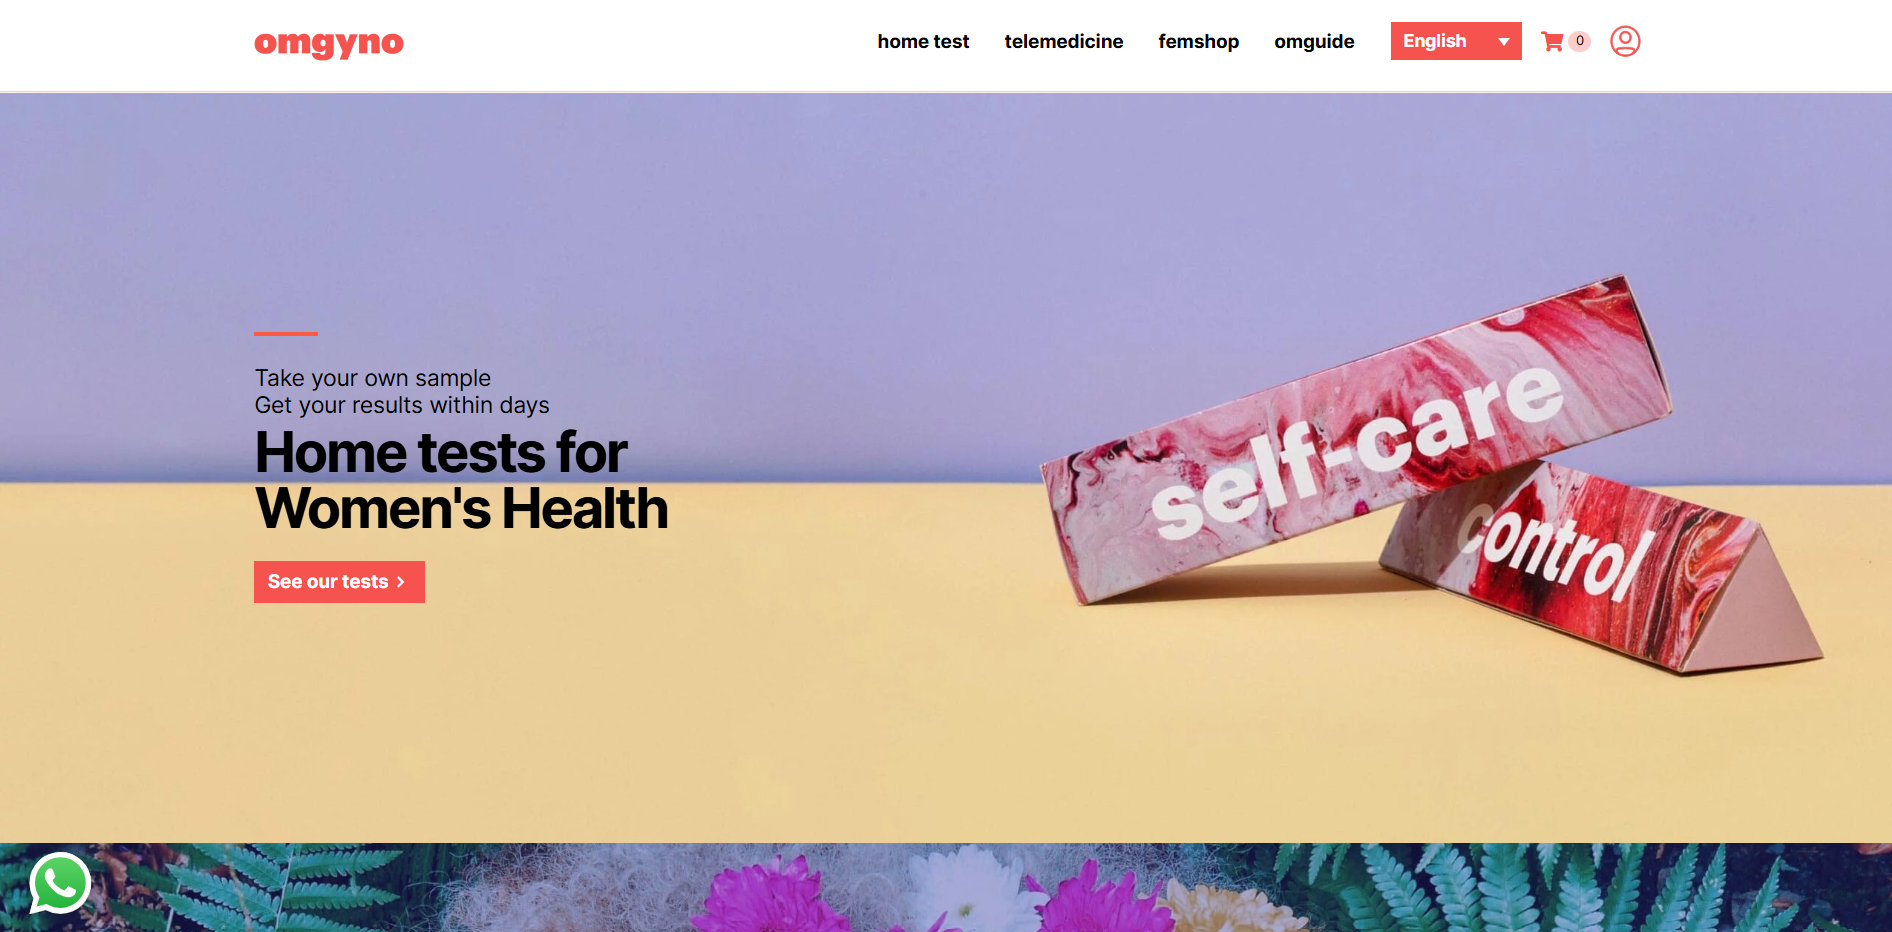 omgyno
home test
telemedicine
femshop
omguide
English
0
Take your own sample
Get your results within days
Home tests for
Women's Health
See our tests
self-care
control